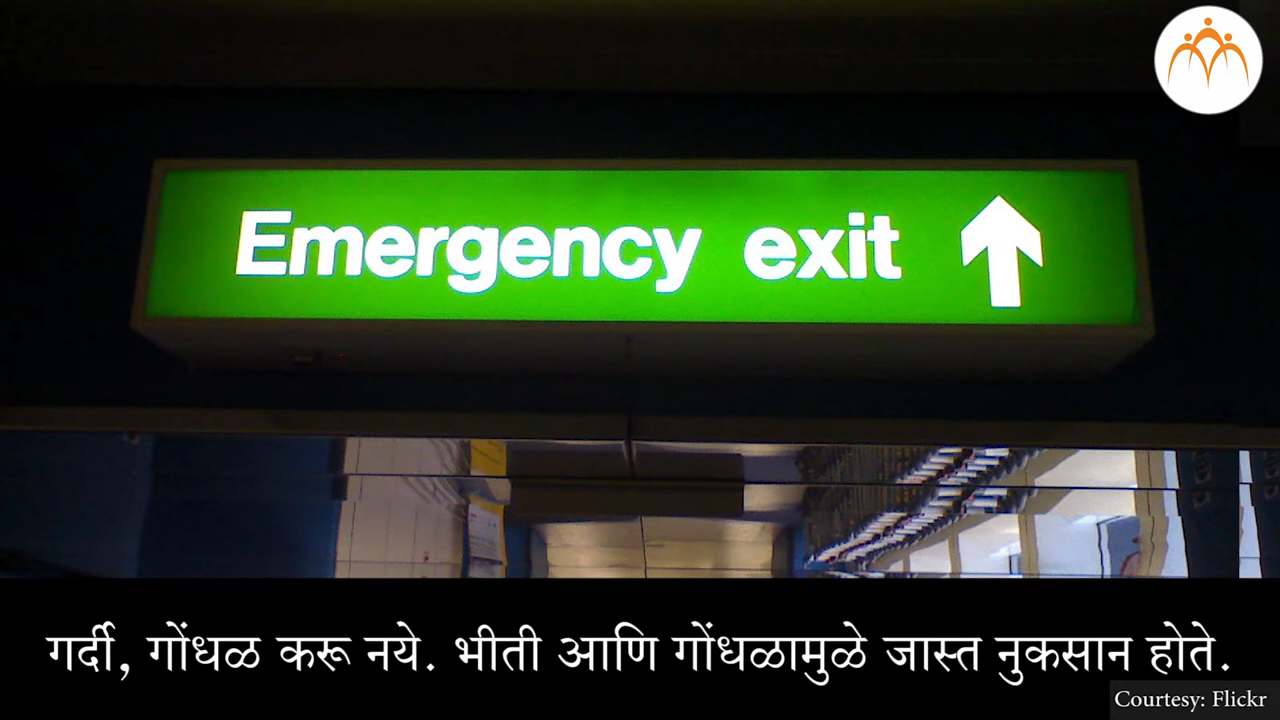 Emergency exit
गर्दी, गोंधळ करू नये. भीती आणि गोंधळामुळे जास्त नुकसान होते.
Courtesy: Flickr